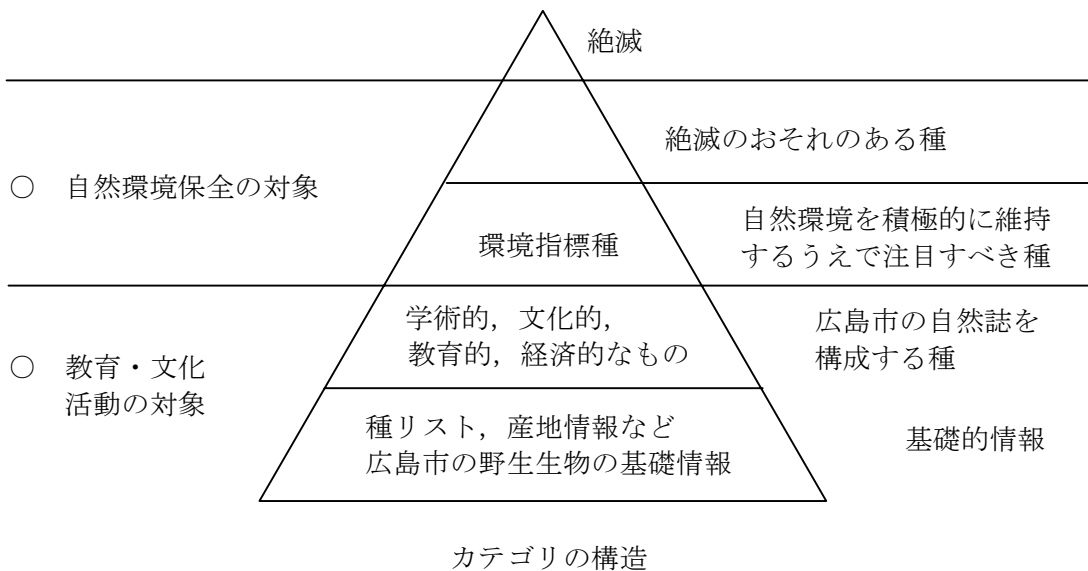 絶滅
絶滅のおそれのある種
○ 自然環境保全の対象
環境指標種
自然環境を積極的に維持
するうえで注目すべき種
学術的，文化的，
教育的，経済的なもの
広島市の自然誌を
構成する種
○ 教育・文化
活動の対象
種リスト，産地情報など
広島市の野生生物の基礎情報
基礎的情報
カテゴリの構造